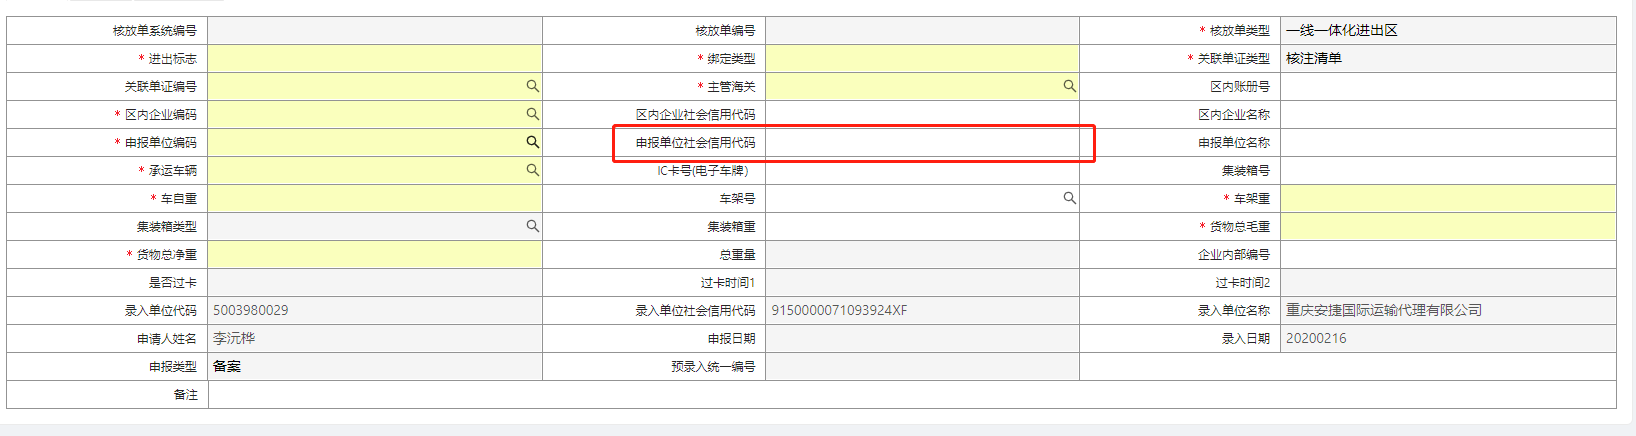 核放单系统编号 核放单编号 * 核放单类型 一线一体化进出区
* 进出标志 * 绑定类型 * 关联单证类型 核注清单
关联单证编号 * 主管海关 区内账册号
* 区内企业编码 区内企业社会信用代码 区内企业名称
* 申报单位编码 申报单位社会信用代码 申报单位名称
* 承运车辆 IC卡号(电子车牌) 集装箱号
* 车自重 车架号 * 车架重
集装箱类型 集装箱重 * 货物总毛重
* 货物总净重 总重量 企业内部编号
是否过卡 过卡时间1 过卡时间2
录入单位代码 5003980029 录入单位社会信用代码 9150000071093924XF 录入单位名称 重庆安捷国际运输代理有限公司
申请人姓名 李沅桦 申报日期 录入日期 20200216
申报类型 备案 预录入统一编号
备注